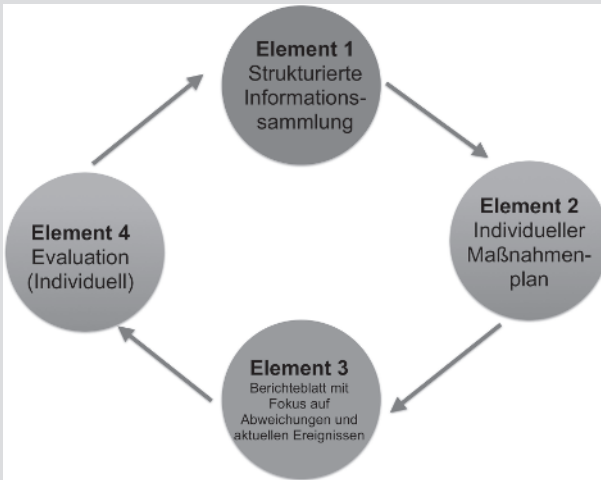 Element 1
Strukturierte
Informations-
sammlung
Element 2
Individueller
Maßnahmen-
plan
Element 3
Berichteblatt mit
Fokus auf
Abweichungen und
aktuellen Ereignissen
Element 4
Evaluation
(Individuell)